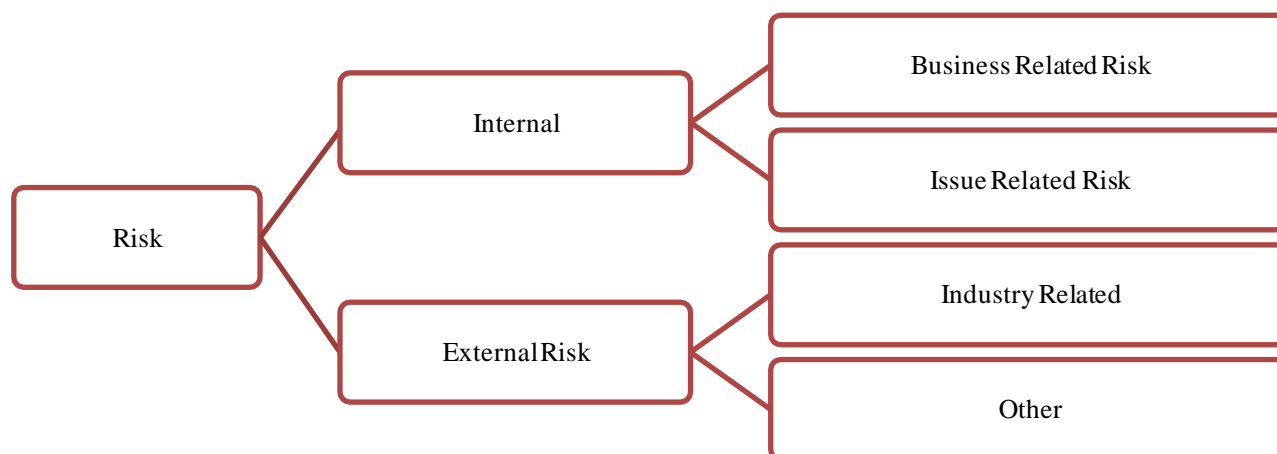 Risk
Internal
External Risk
Business Related Risk
Issue Related Risk
Industry Related
Other